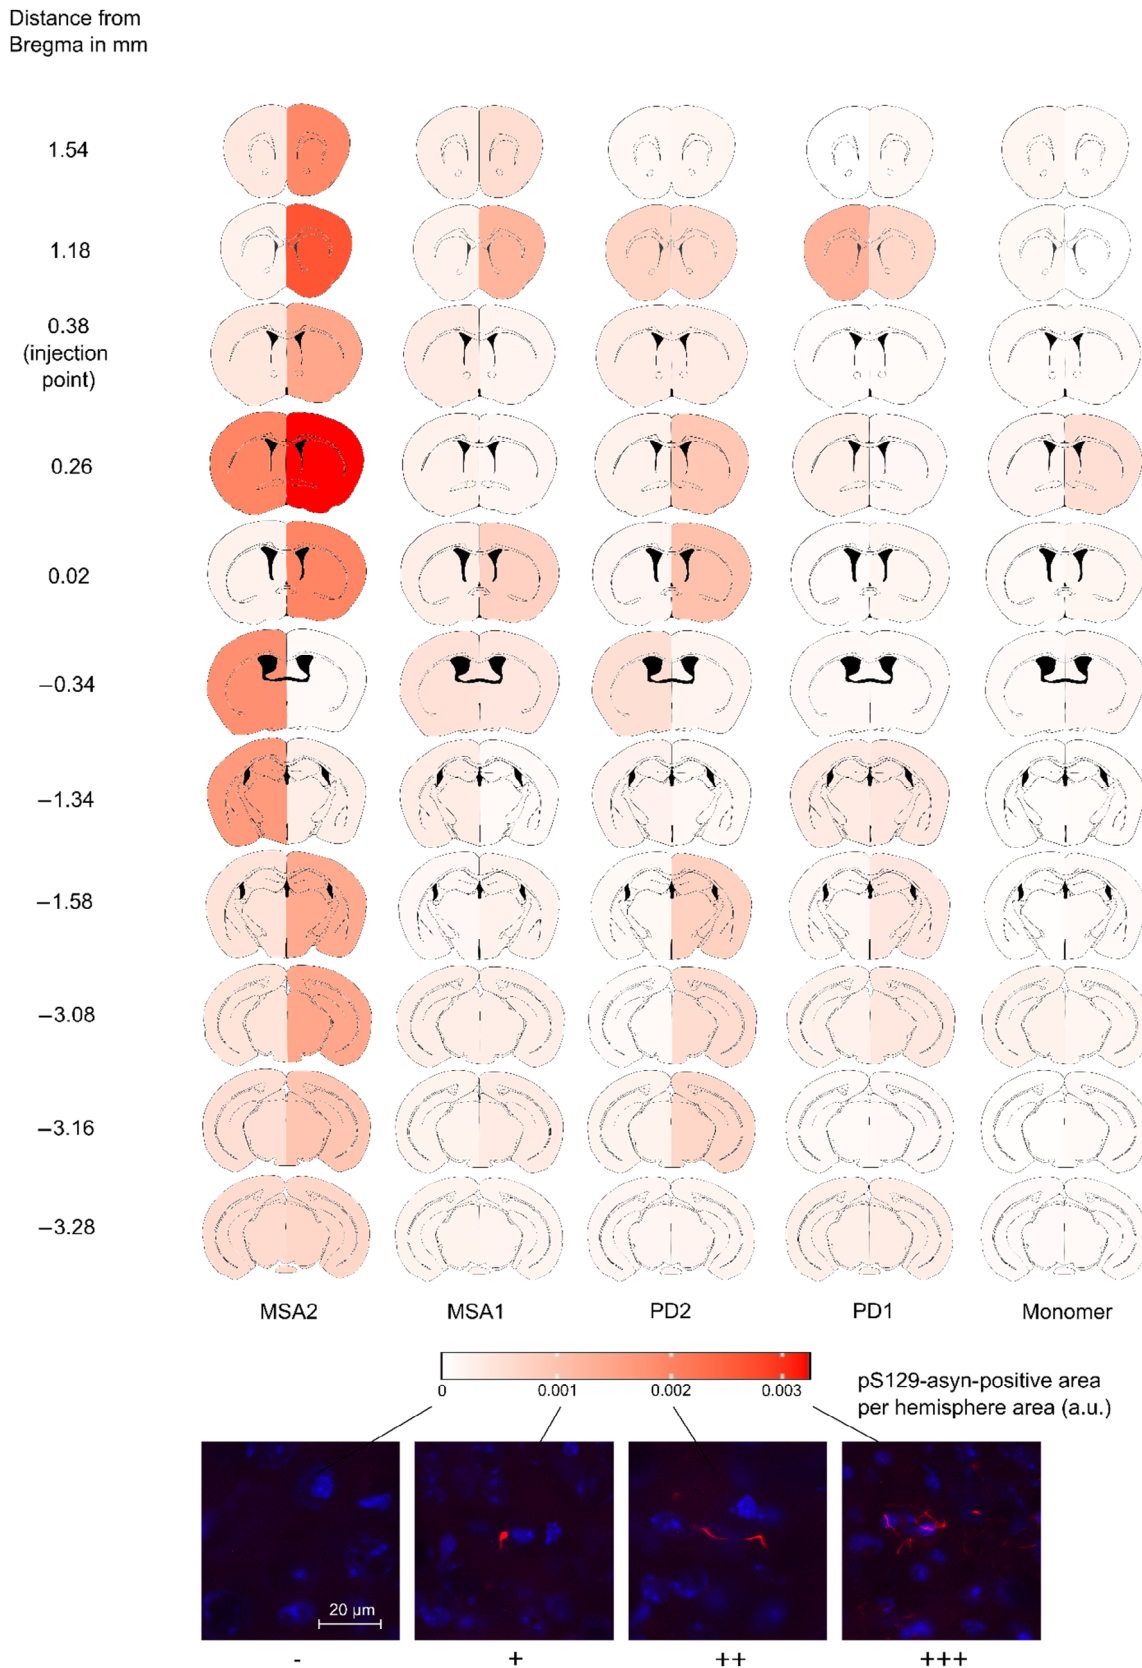 Distance from
Bregma in mm
1.54
1.18
0.38
(injection
point)
0.26
0.02
−0.34
−1.34
−1.58
−3.08
−3.16
−3.28
MSA2 MSA1 PD2 PD1 Monomer
0 0.001 0.002 0.003
pS129-asyn-positive area
per hemisphere area (a.u.)
20 µm
- + ++ +++